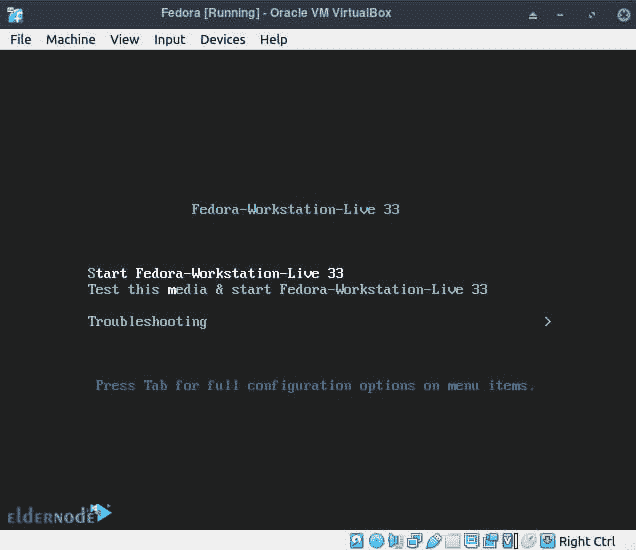 Fedora [Running] - Oracle VM VirtualBox
File Machine View Input Devices Help
Fedora-Workstation-Live 33
Start Fedora-Workstation-Live 33
Test this media & start Fedora-Workstation-Live 33
Troubleshooting >
Press Tab for full configuration options on menu items.
ELDERNODE
Right Ctrl